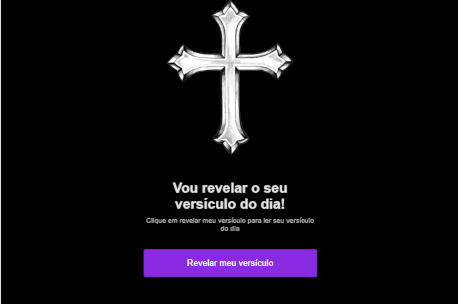 Vou revelar o seu
versículo do dia!
Clique em revelar meu versículo para ler seu versículo
do dia
Revelar meu versículo